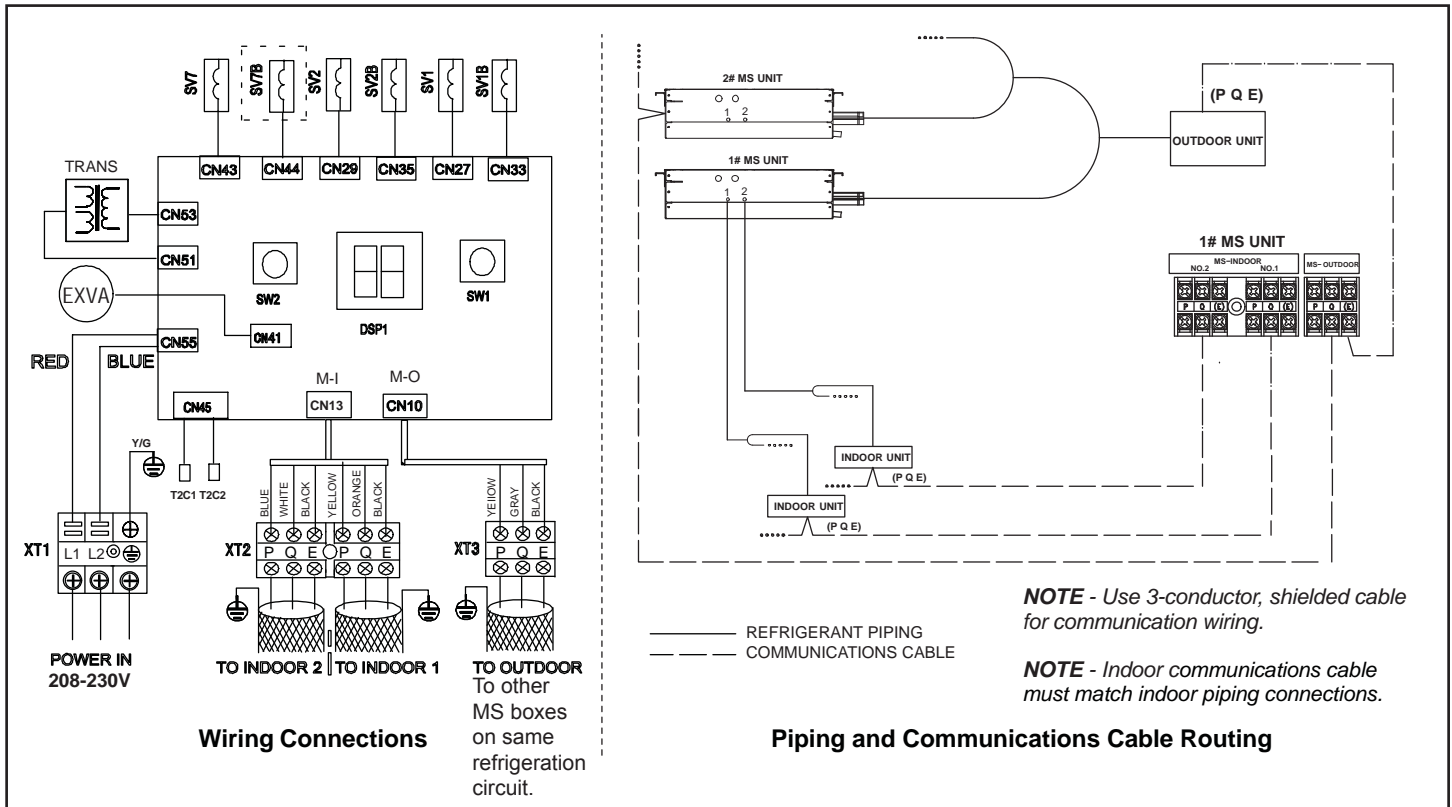 SV7
SV7B
SV2
SV2B
SV1
SV1B
CN43
CN44
CN29
CN35
CN27
CN33
TRANS
CN53
CN51
EXVA
SW2
DSP1
SW1
CN41
CN55
RED
BLUE
CN45
M-I
CN13
M-O
CN10
Y/G
T2C1 T2C2
BLUE
WHITE
BLACK
YELLOW
ORANGE
BLACK
YEllOW
GRAY
BLACK
XT1
L1 L2
XT2
P Q E P Q E
XT3
P Q E
POWER IN
208-230V
TO INDOOR 2
TO INDOOR 1
TO OUTDOOR
To other
MS boxes
on same
refrigeration
circuit.
Wiring Connections
2# MS UNIT
1 2
1# MS UNIT
1 2
(P Q E)
OUTDOOR UNIT
1# MS UNIT
MS-INDOOR
NO.2 NO.1
MS- OUTDOOR
P Q (E) P Q (E) P Q (E)
INDOOR UNIT
(P Q E)
INDOOR UNIT
(P Q E)
REFRIGERANT PIPING
COMMUNICATIONS CABLE
NOTE - Use 3-conductor, shielded cable
for communication wiring.
NOTE - Indoor communications cable
must match indoor piping connections.
Piping and Communications Cable Routing